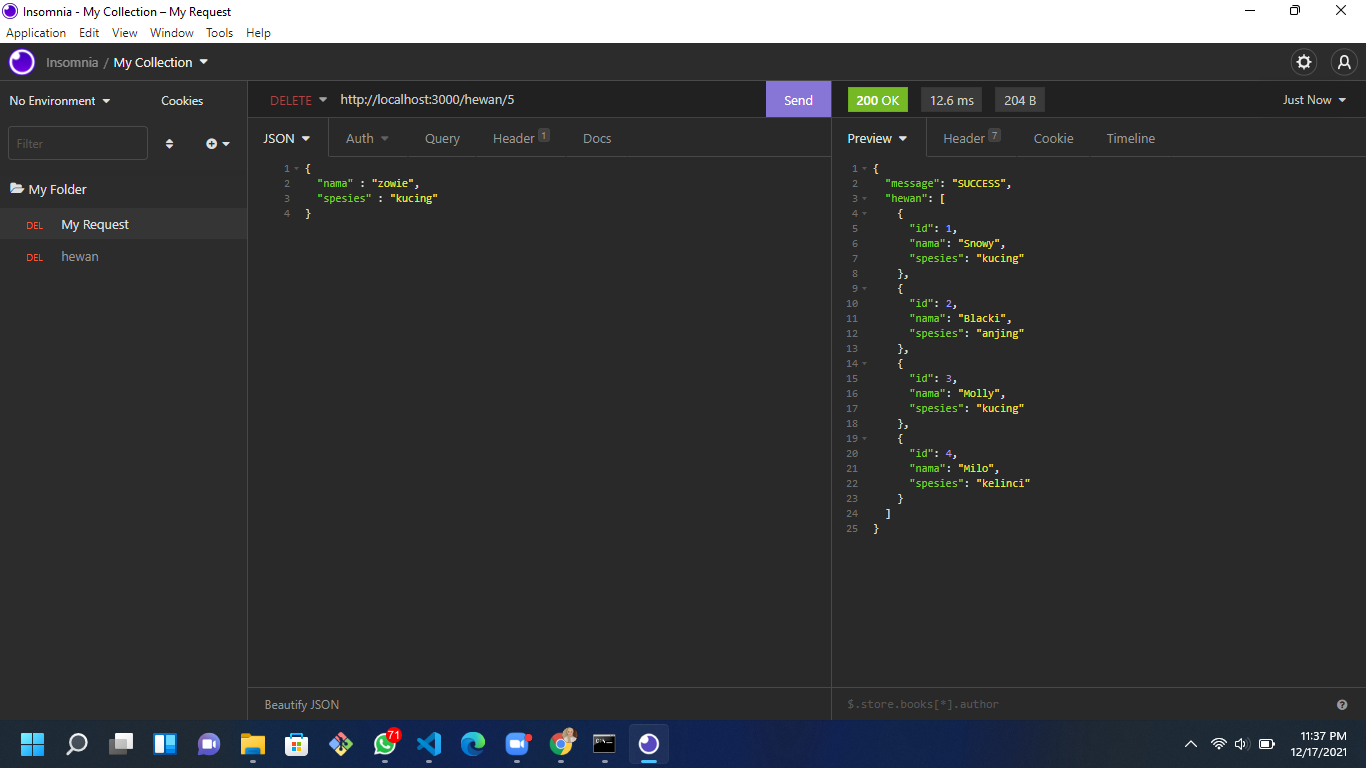 Insomnia - My Collection – My Request
Application Edit View Window Tools Help
Insomnia / My Collection
No Environment Cookies
Filter
My Folder
DEL My Request
DEL hewan
DELETE http://localhost:3000/hewan/5 Send
JSON Auth Query Header 1 Docs
1 {
2 "nama" : "zowie",
3 "spesies" : "kucing"
4 }
Beautify JSON
200 OK 12.6 ms 204 B Just Now
Preview Header 7 Cookie Timeline
1 {
2 "message": "SUCCESS",
3 "hewan": [
4 {
5 "id": 1,
6 "nama": "Snowy",
7 "spesies": "kucing"
8 },
9 {
10 "id": 2,
11 "nama": "Blacki",
12 "spesies": "anjing"
13 },
14 {
15 "id": 3,
16 "nama": "Molly",
17 "spesies": "kucing"
18 },
19 {
20 "id": 4,
21 "nama": "Milo",
22 "spesies": "kelinci"
23 }
24 ]
25 }
$.store.books[*].author
71
11:37 PM
12/17/2021